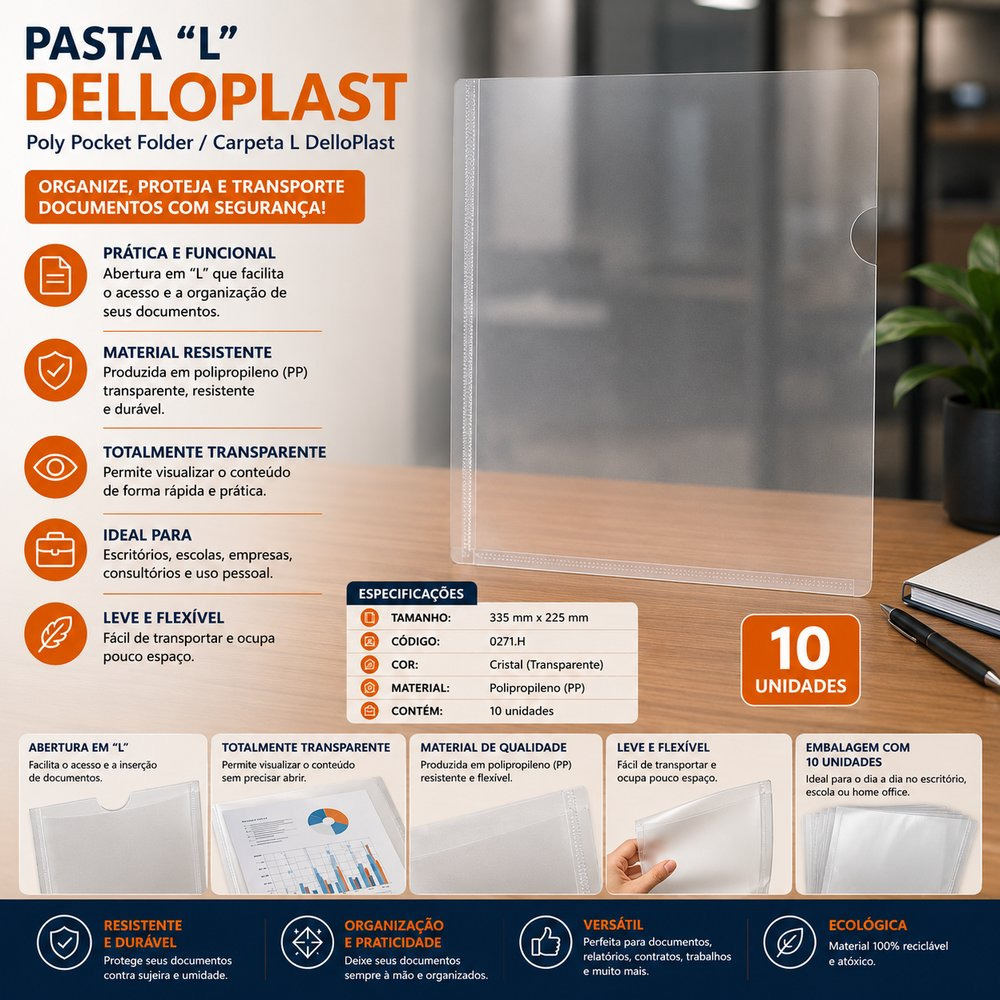 PASTA “L”
DELLOPLAST
Poly Pocket Folder / Carpeta L DelloPlast
ORGANIZE, PROTEJA E TRANSPORTE
DOCUMENTOS COM SEGURANÇA!
PRÁTICA E FUNCIONAL
Abertura em “L” que facilita
o acesso e a organização de
seus documentos.
MATERIAL RESISTENTE
Produzida em polipropileno (PP)
transparente, resistente
e durável.
TOTALMENTE TRANSPARENTE
Permite visualizar o conteúdo
de forma rápida e prática.
IDEAL PARA
Escritórios, escolas, empresas,
consultórios e uso pessoal.
LEVE E FLEXÍVEL
Fácil de transportar e ocupa
pouco espaço.
ESPECIFICAÇÕES
TAMANHO: 335 mm x 225 mm
CÓDIGO: 0271.H
COR: Cristal (Transparente)
MATERIAL: Polipropileno (PP)
CONTÉM: 10 unidades
10
UNIDADES
ABERTURA EM “L”
Facilita o acesso e a inserção
de documentos.
TOTALMENTE TRANSPARENTE
Permite visualizar o conteúdo
sem precisar abrir.
MATERIAL DE QUALIDADE
Produzida em polipropileno (PP)
resistente e flexível.
LEVE E FLEXÍVEL
Fácil de transportar e
ocupa pouco espaço.
EMBALAGEM COM
10 UNIDADES
Ideal para o dia a dia no escritório,
escola ou home office.
RESISTENTE
E DURÁVEL
Protege seus documentos
contra sujeira e umidade.
ORGANIZAÇÃO
E PRATICIDADE
Deixe seus documentos
sempre à mão e organizados.
VERSÁTIL
Perfeita para documentos,
relatórios, contratos, trabalhos
e muito mais.
ECOLÓGICA
Material 100% reciclável
e atóxico.